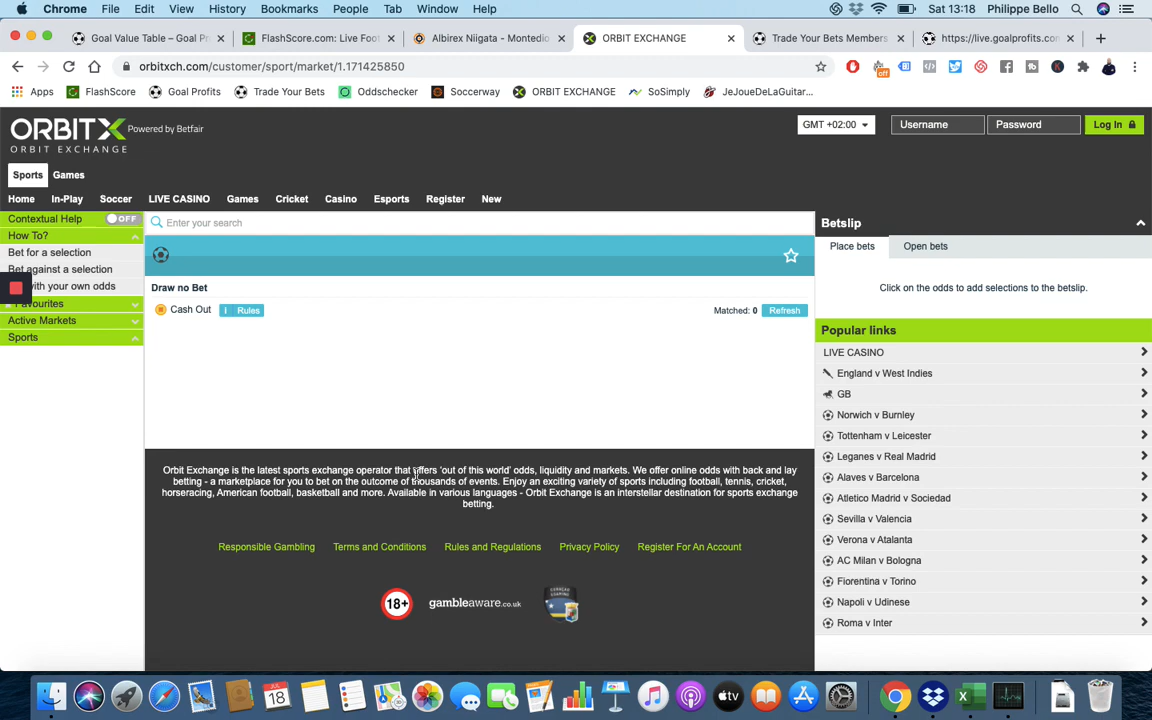 Chrome File Edit View History Bookmarks People Tab Window Help Sat 13:18 Philippe Bello
Goal Value Table – Goal Pr FlashScore.com: Live Foot Albirex Niigata - Montedio ORBIT EXCHANGE Trade Your Bets Members https://live.goalprofits.com
orbitxch.com/customer/sport/market/1.171425850
off
Apps FlashScore Goal Profits Trade Your Bets Oddschecker Soccerway ORBIT EXCHANGE SoSimply JeJoueDeLaGuitar...
ORBITX Powered by Betfair
ORBIT EXCHANGE
GMT +02:00 Username Password Log In
Sports Games
Home In-Play Soccer LIVE CASINO Games Cricket Casino Esports Register New
Contextual Help OFF
Enter your search
Betslip
How To?
Bet for a selection
Bet against a selection
with your own odds
Favourites
Active Markets
Sports
Place bets Open bets
Draw no Bet
Click on the odds to add selections to the betslip.
Cash Out i Rules Matched: 0 Refresh
Popular links
LIVE CASINO
England v West Indies
GB
Norwich v Burnley
Tottenham v Leicester
Leganes v Real Madrid
Alaves v Barcelona
Atletico Madrid v Sociedad
Sevilla v Valencia
Verona v Atalanta
AC Milan v Bologna
Fiorentina v Torino
Napoli v Udinese
Roma v Inter
Orbit Exchange is the latest sports exchange operator that offers 'out of this world' odds, liquidity and markets. We offer online odds with back and lay
betting - a marketplace for you to bet on the outcome of thousands of events. Enjoy an exciting variety of sports including football, tennis, cricket,
horseracing, American football, basketball and more. Available in various languages - Orbit Exchange is an interstellar destination for sports exchange
betting.
Responsible Gambling Terms and Conditions Rules and Regulations Privacy Policy Register For An Account
18+ gambleaware.co.uk
JUL
18
tv